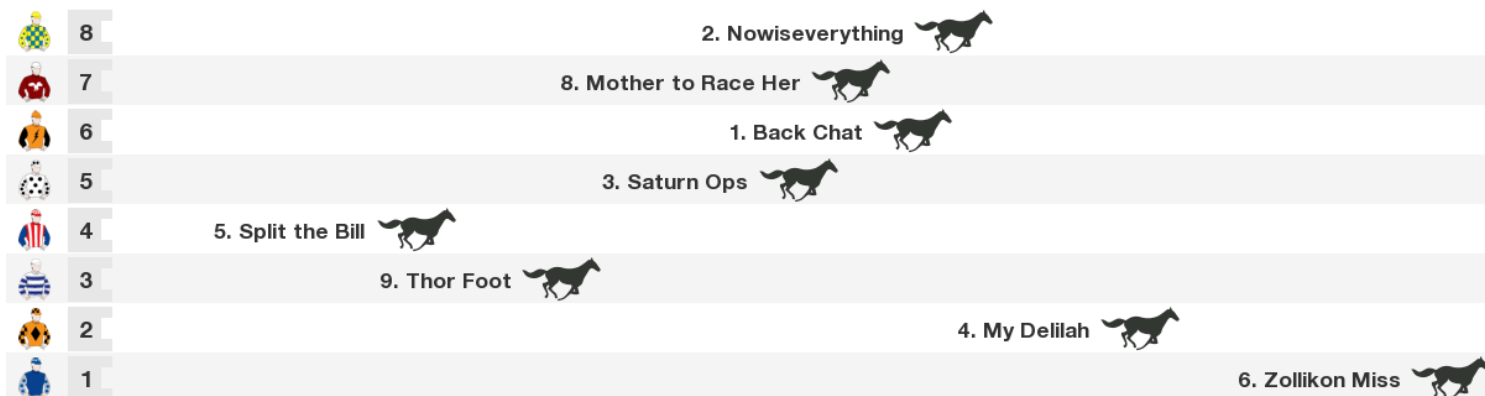 8 2. Nowiseverything
7 8. Mother to Race Her
6 1. Back Chat
5 3. Saturn Ops
4 5. Split the Bill
3 9. Thor Foot
2 4. My Delilah
1 6. Zollikon Miss